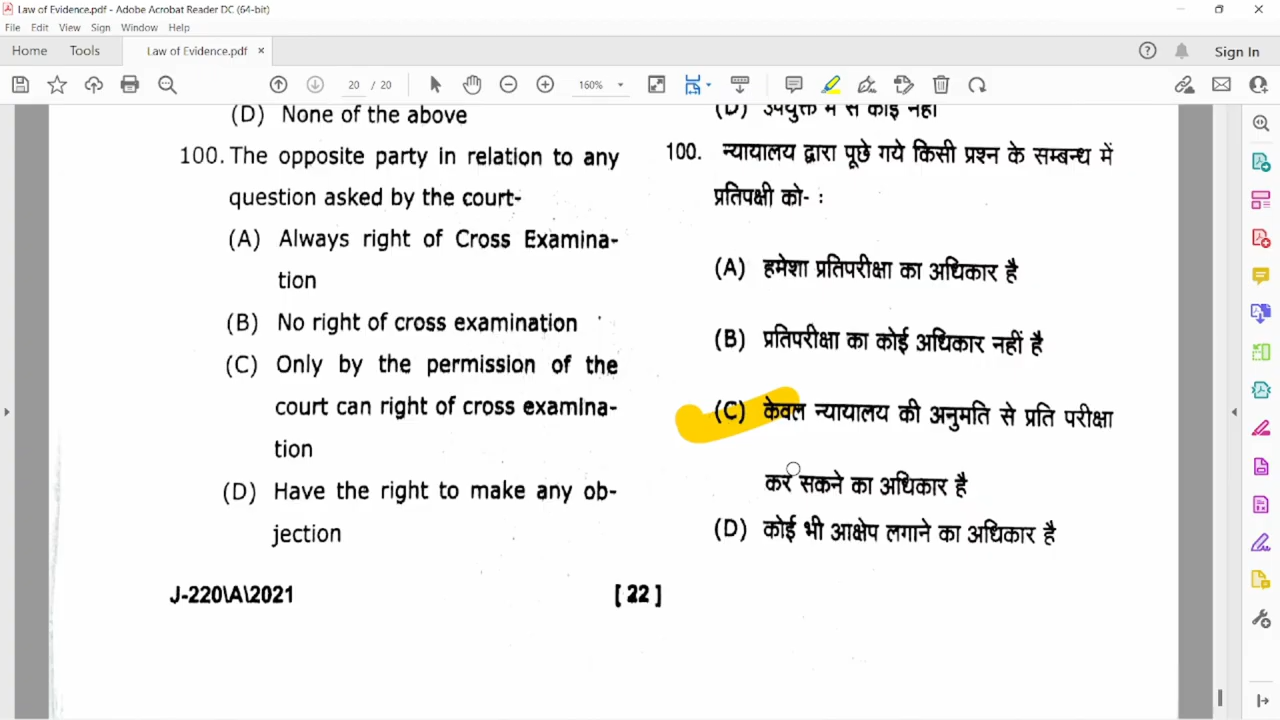 Law of Evidence.pdf - Adobe Acrobat Reader DC (64-bit)
File Edit View Sign Window Help
Home Tools Law of Evidence.pdf × Sign In
20 / 20 160%
(D) None of the above
100. The opposite party in relation to any
question asked by the court-
(A) Always right of Cross Examina-
tion
(B) No right of cross examination
(C) Only by the permission of the
court can right of cross examina-
tion
(D) Have the right to make any ob-
jection
(D) उपर्युक्त में से कोई नहीं
100. न्यायालय द्वारा पूछे गये किसी प्रश्न के सम्बन्ध में
प्रतिपक्षी को- :
(A) हमेशा प्रतिपरीक्षा का अधिकार है
(B) प्रतिपरीक्षा का कोई अधिकार नहीं है
(C) केवल न्यायालय की अनुमति से प्रति परीक्षा
कर सकने का अधिकार है
(D) कोई भी आक्षेप लगाने का अधिकार है
J-220\A\2021 [ 22 ]